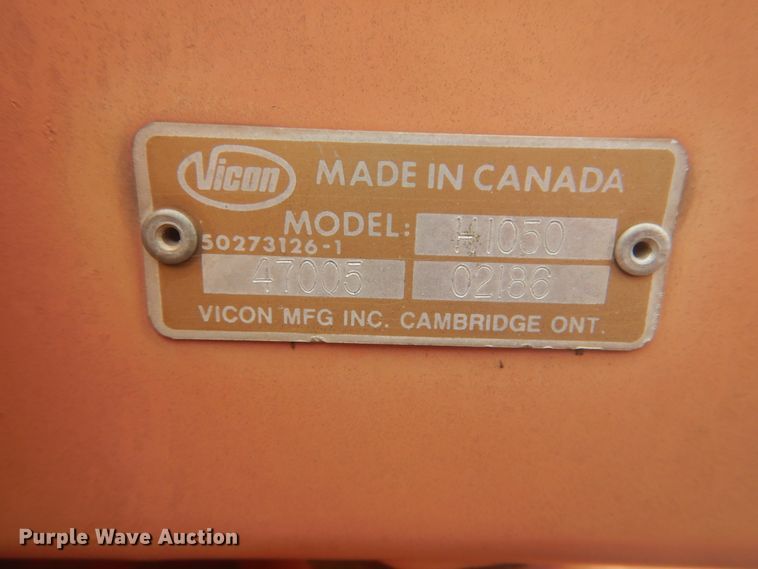 Vicon MADE IN CANADA
MODEL: H1050
50273126-1
47005 02186
VICON MFG INC. CAMBRIDGE ONT.
Purple Wave Auction